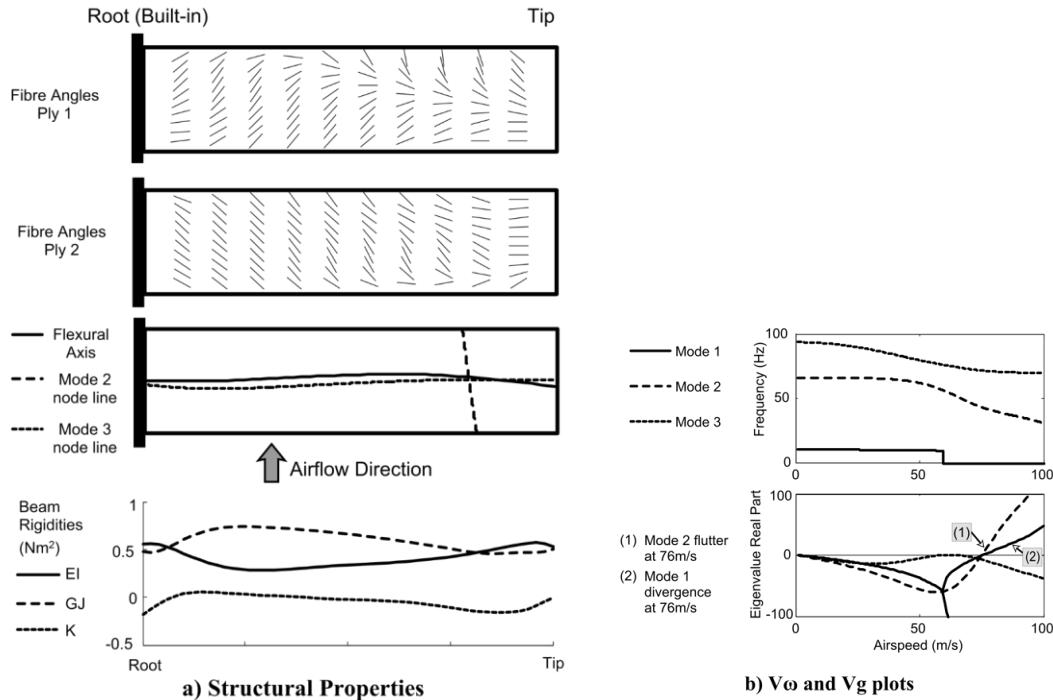 Root (Built-in)
Tip
Fibre Angles
Ply 1
Fibre Angles
Ply 2
Flexural
Axis
Mode 2
node line
Mode 3
node line
Airflow Direction
Beam
Rigidities
(Nm²)
EI
GJ
K
1
0.5
0
-0.5
Root
Tip
a) Structural Properties
Mode 1
Mode 2
Mode 3
Frequency (Hz)
100
50
0
0
50
100
(1) Mode 2 flutter
at 76m/s
(2) Mode 1
divergence
at 76m/s
Eigenvalue Real Part
100
0
-100
(1)
(2)
0
50
100
Airspeed (m/s)
b) Vω and Vg plots